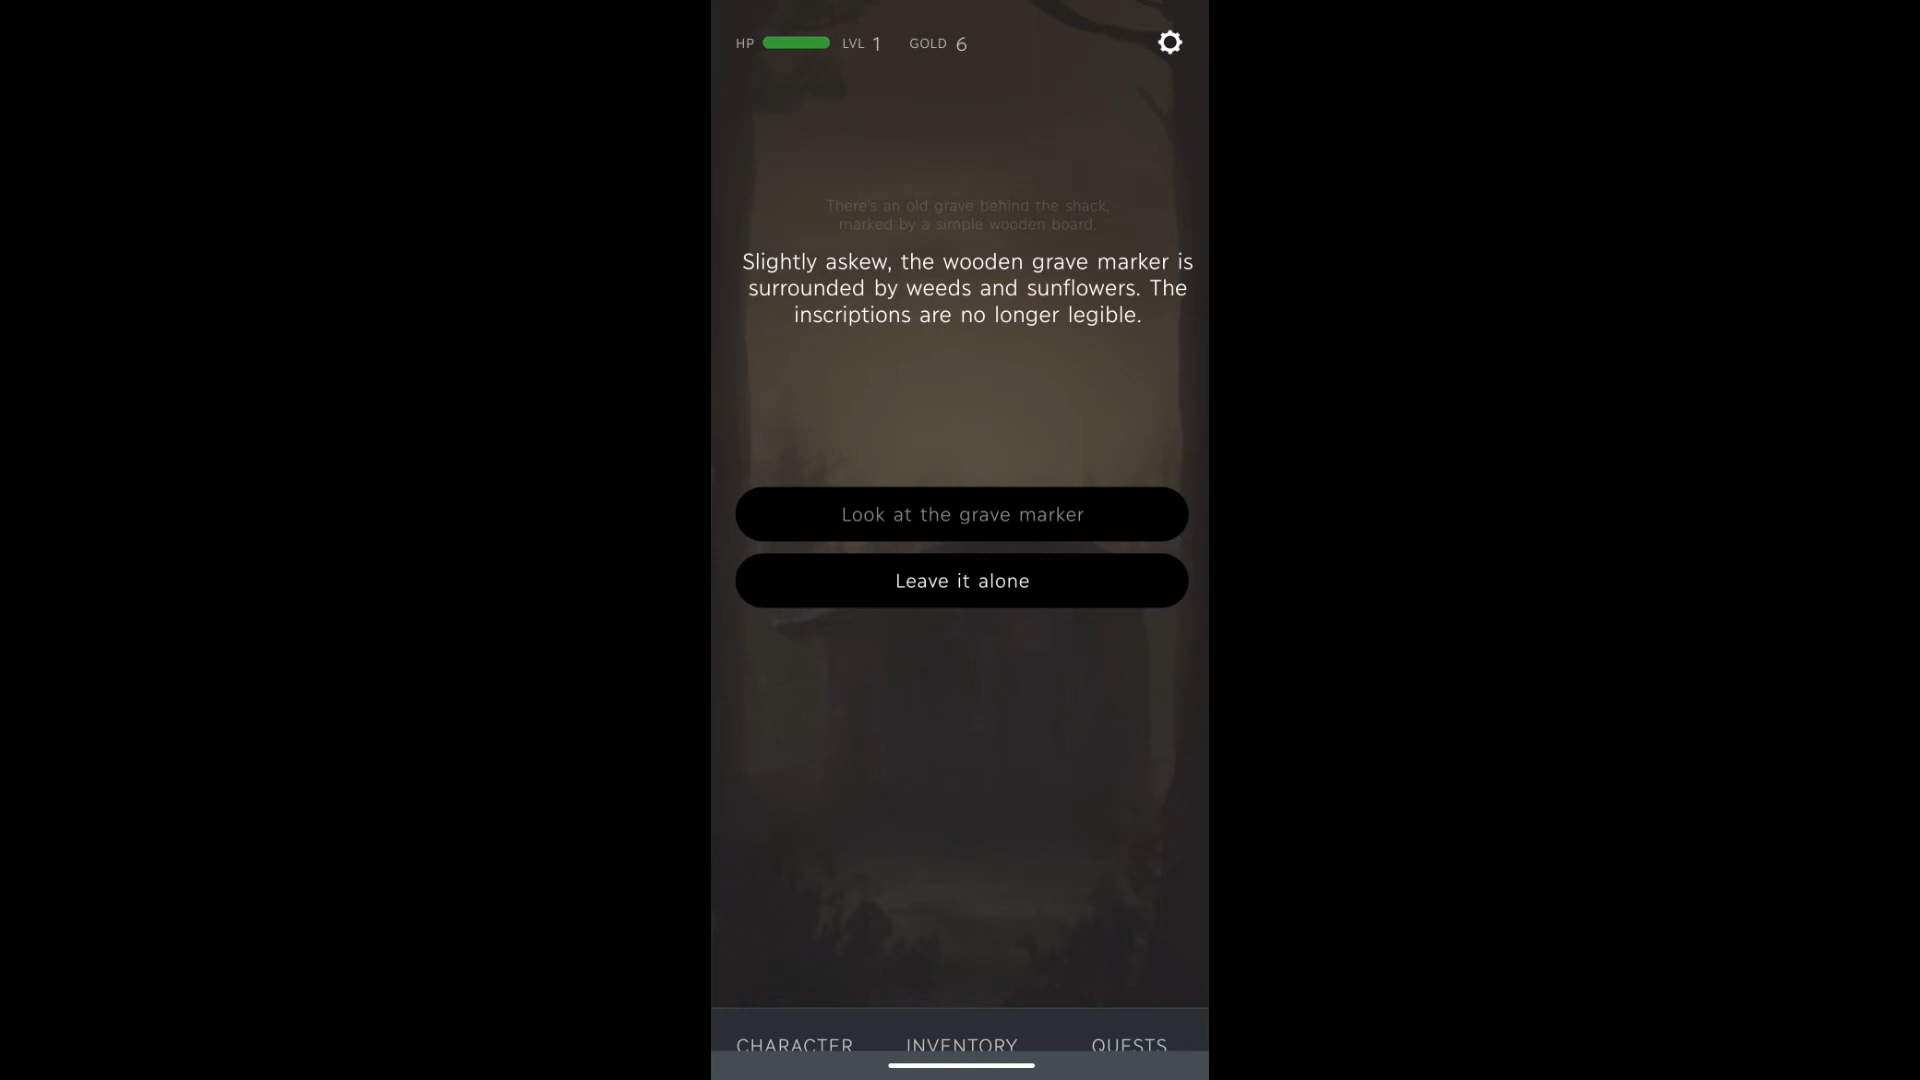 HP LVL 1 GOLD 6
There's an old grave behind the shack,
marked by a simple wooden board.
Slightly askew, the wooden grave marker is
surrounded by weeds and sunflowers. The
inscriptions are no longer legible.
Look at the grave marker
Leave it alone
CHARACTER INVENTORY QUESTS